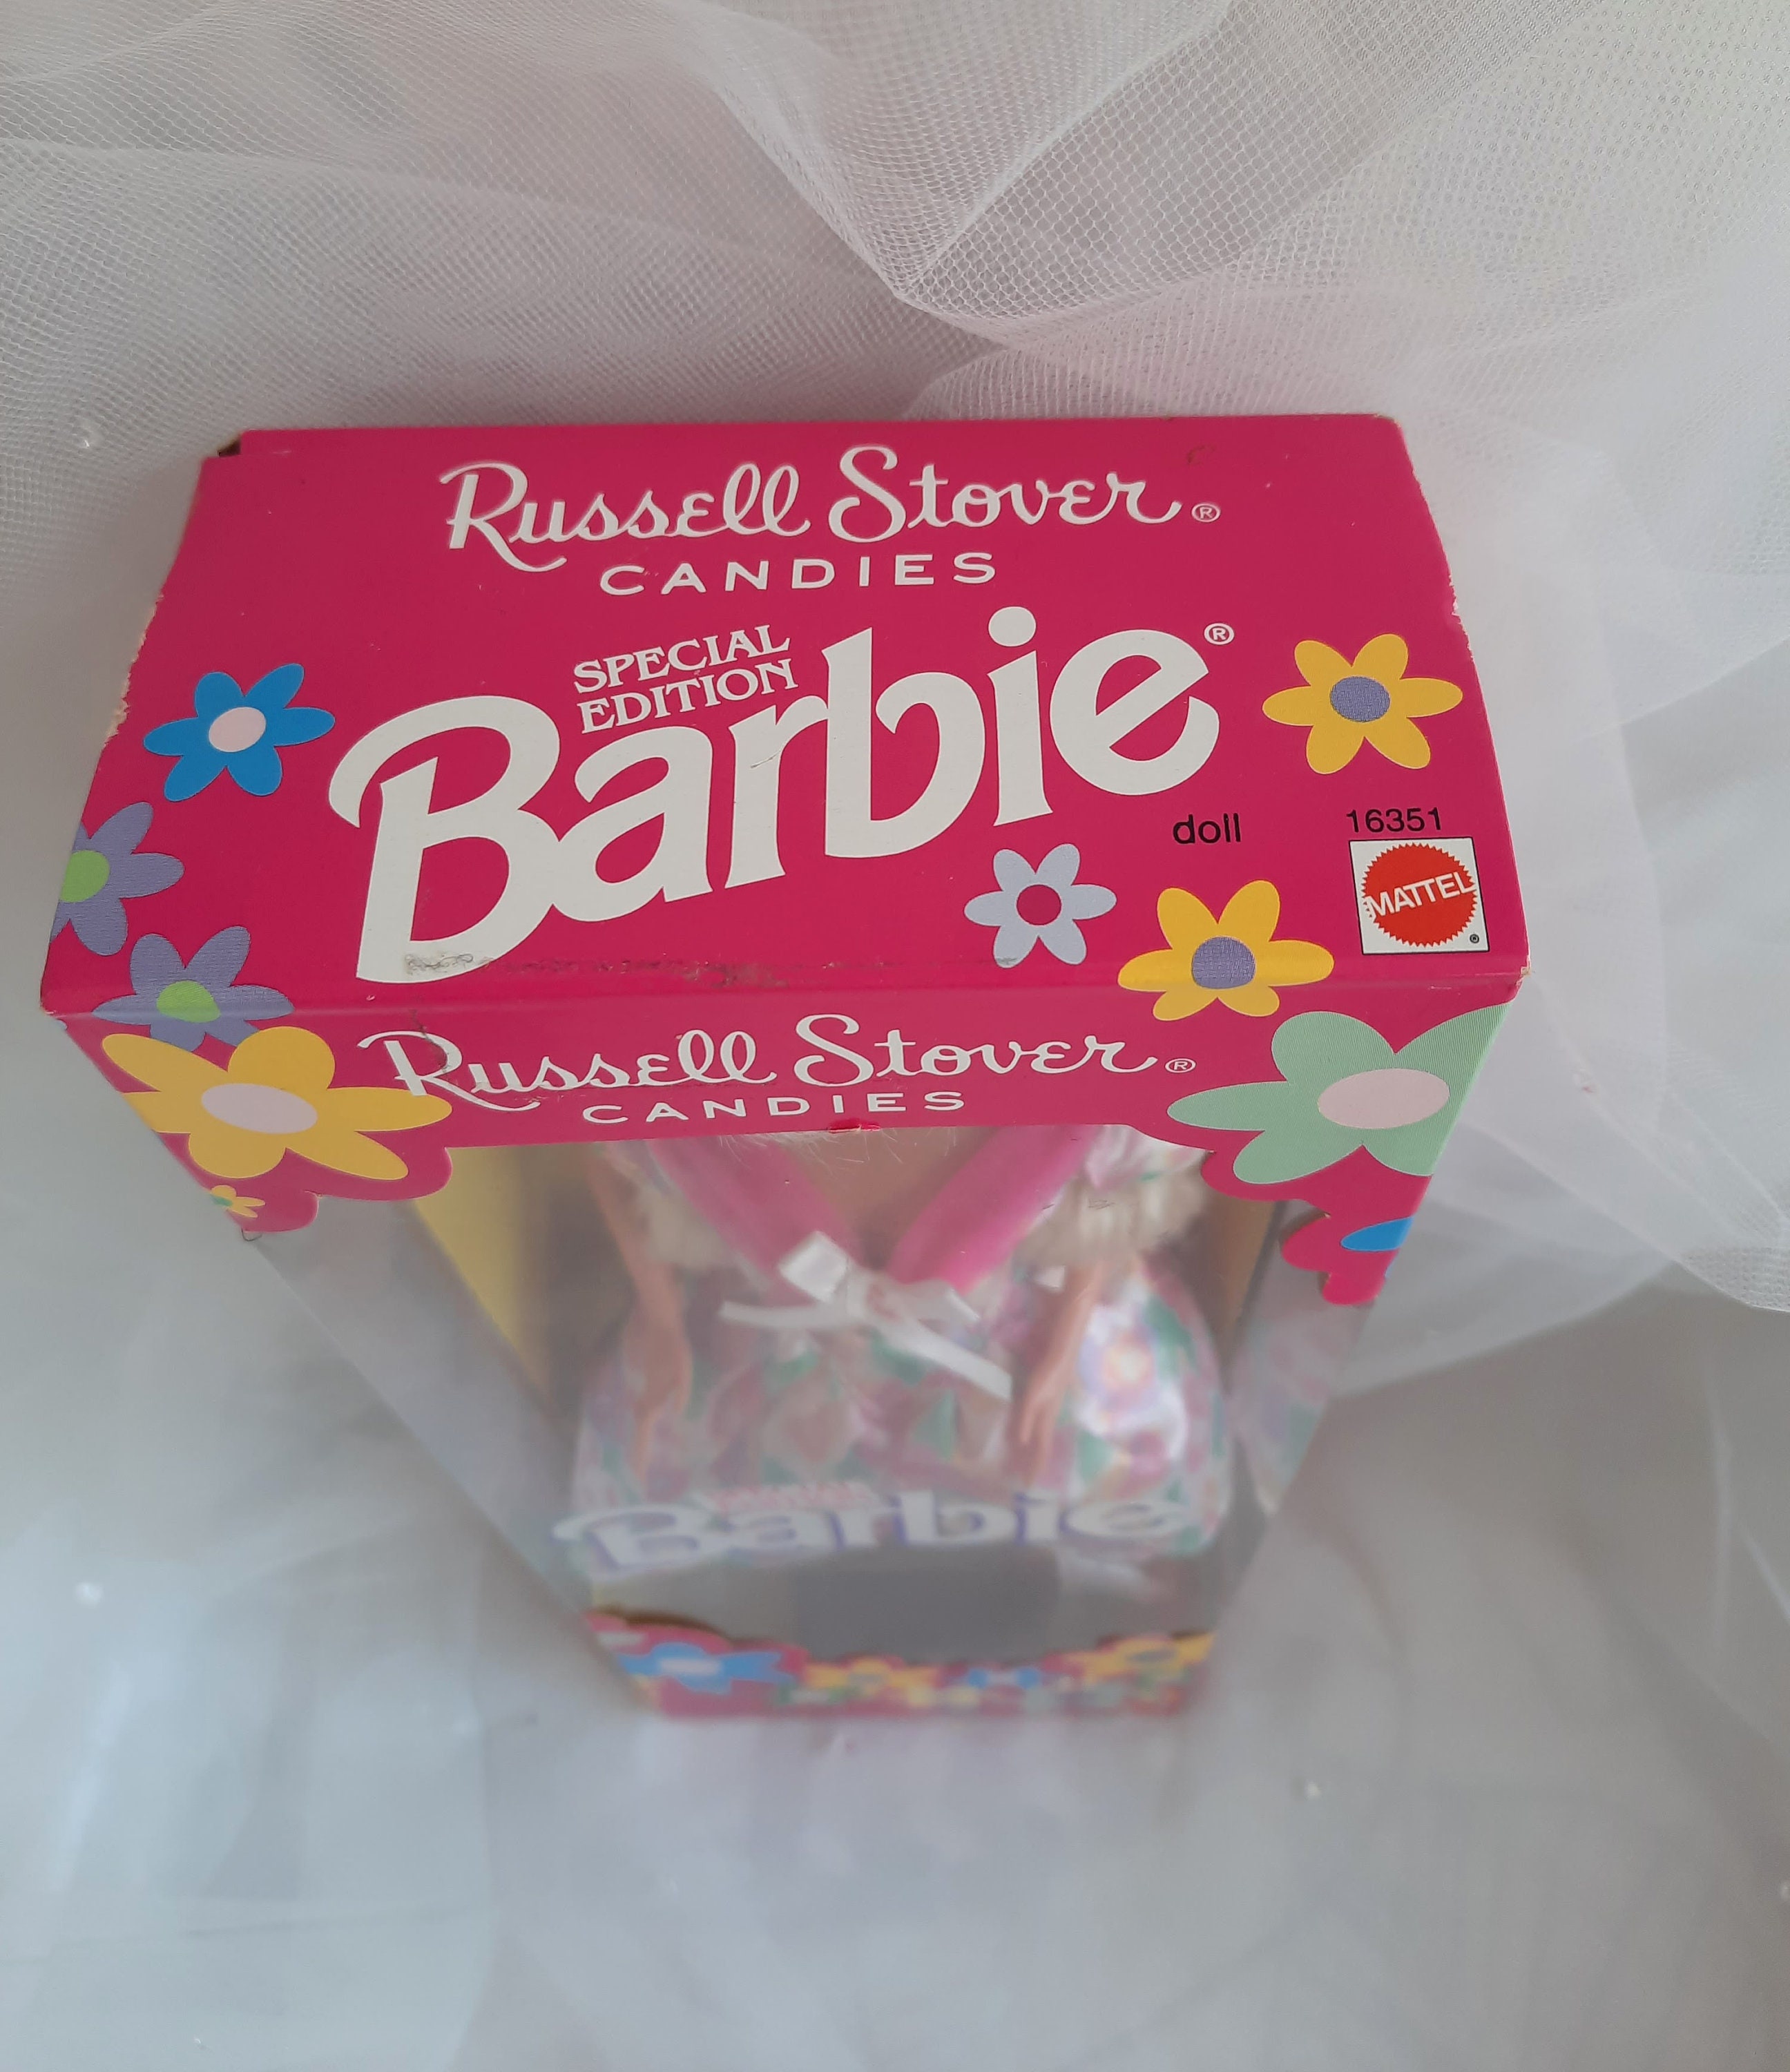 Russell Stover®
CANDIES
SPECIAL
EDITION
Barbie®
doll
16351
MATTEL®
Russell Stover®
CANDIES
Barbie